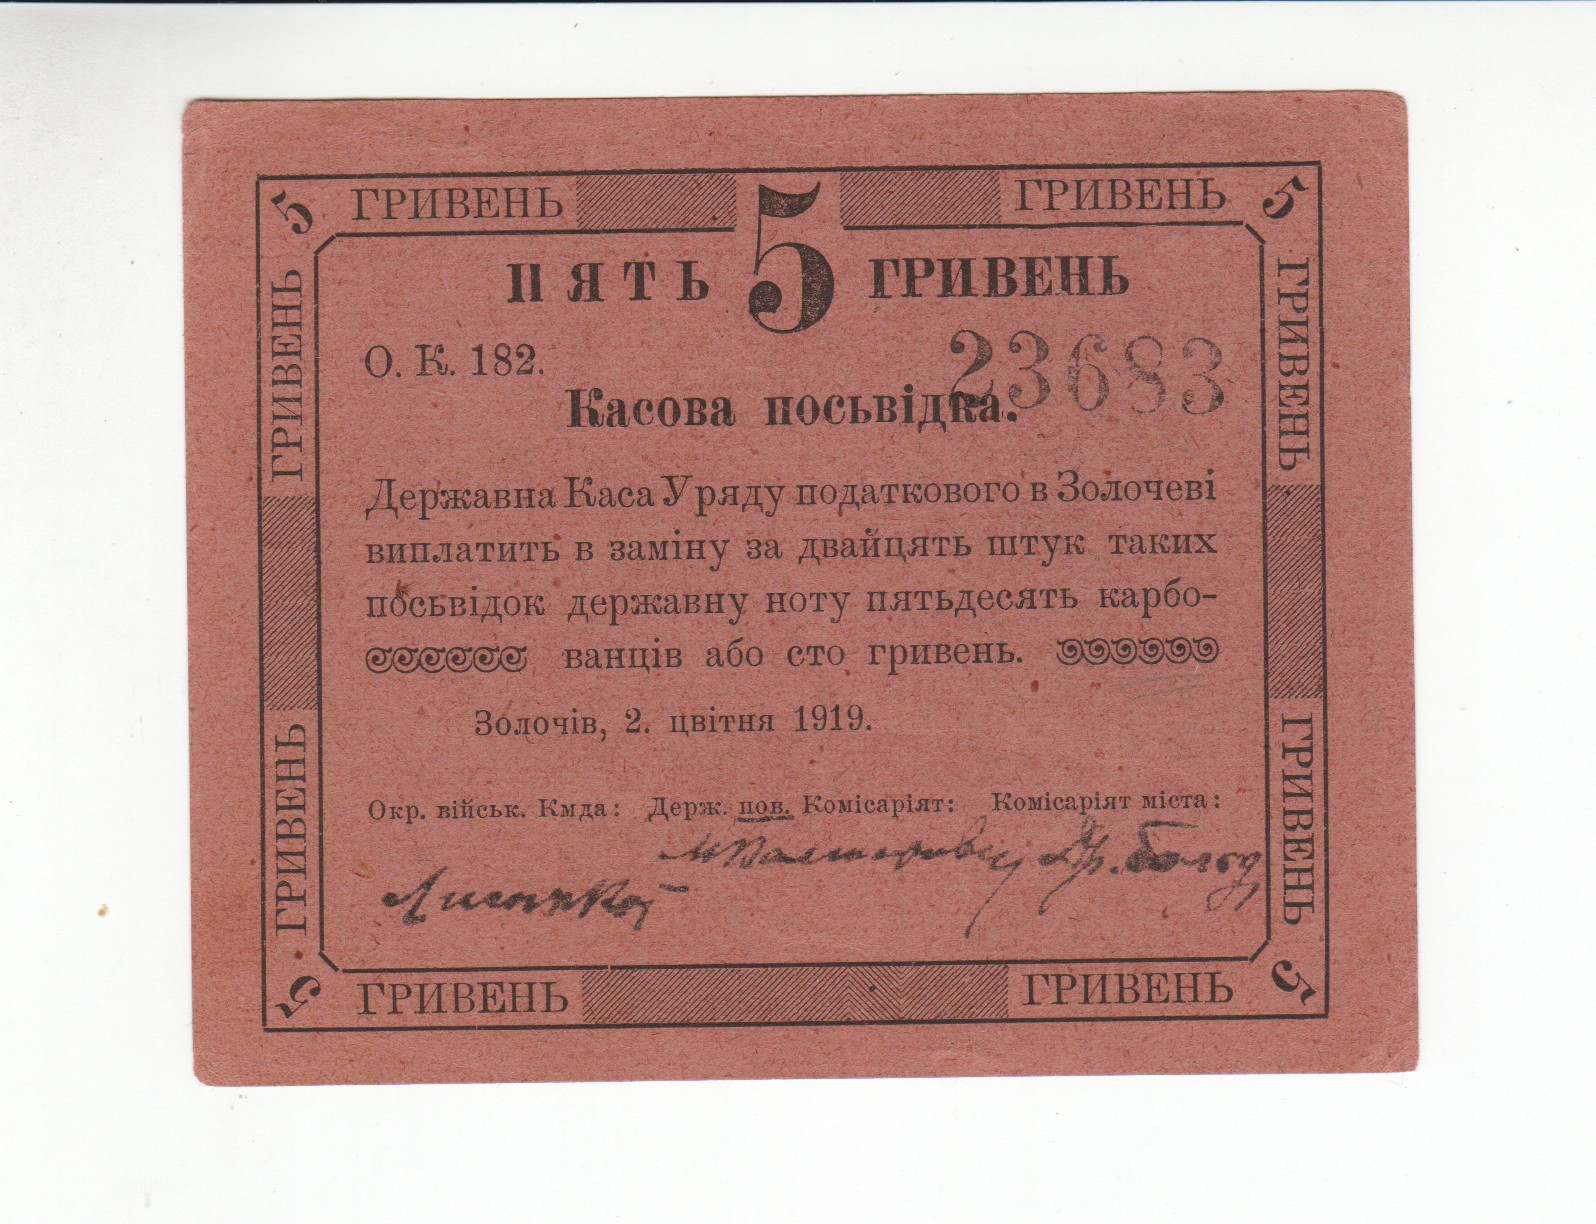 5 ГРИВЕНЬ 5 ГРИВЕНЬ 5
ПЯТЬ ГРИВЕНЬ
О. К. 182.
23683
Касова посьвідка.
Державна Каса Уряду податкового в Золочеві
виплатить в заміну за двайцять штук таких
посьвідок державну ноту пятьдесять карбо-
ванців або сто гривень.
Золочів, 2. цвітня 1919.
Окр. військ. Кмда: Держ. пов. Комісаріят: Комісаріят міста:
ГРИВЕНЬ
ГРИВЕНЬ
ГРИВЕНЬ
ГРИВЕНЬ
5 ГРИВЕНЬ ГРИВЕНЬ 5